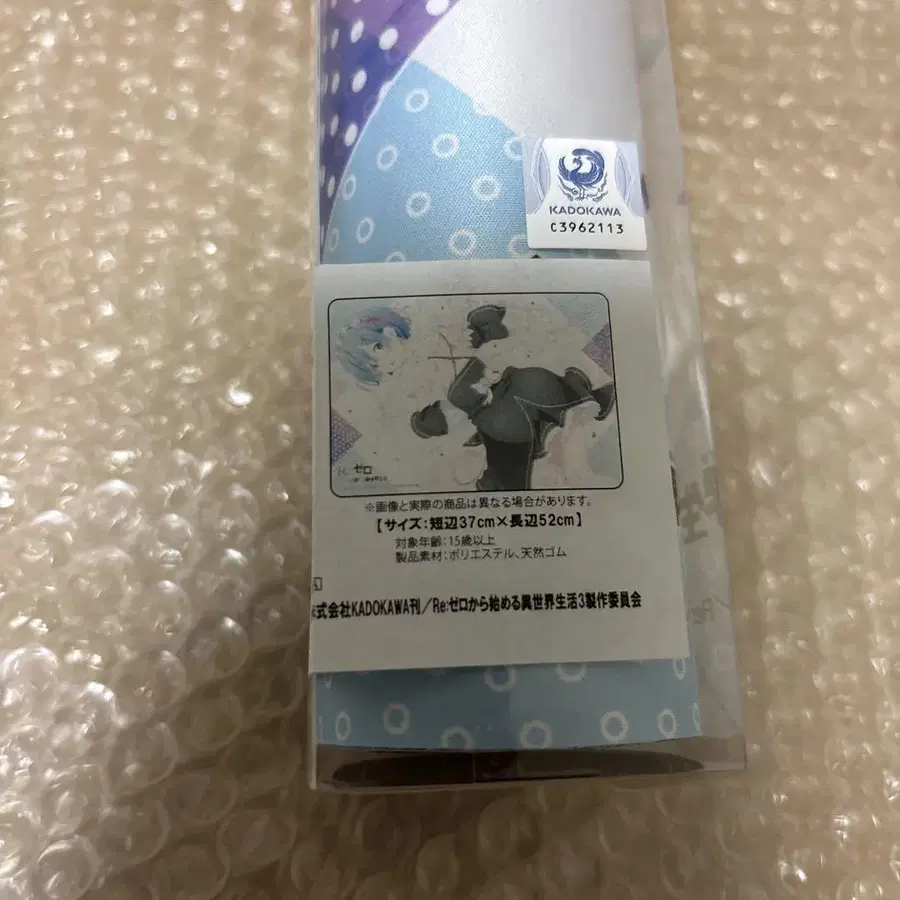 KADOKAWA
C3962113
ゼロ
※画像と実際の商品は異なる場合があります。
【サイズ:短辺37cm×長辺52cm】
対象年齢:15歳以上
製品素材:ポリエステル、天然ゴム
式会社KADOKAWA刊/Re:ゼロから始める異世界生活3製作委員会